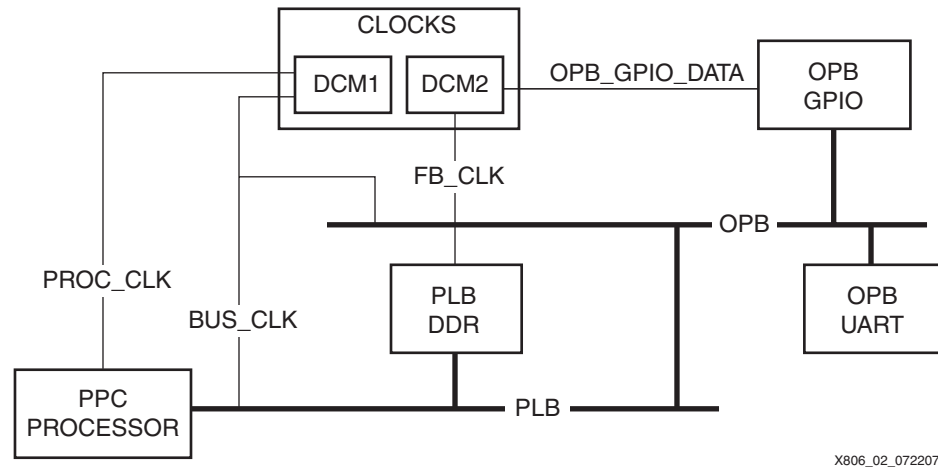 CLOCKS
DCM1
DCM2
OPB_GPIO_DATA
OPB
GPIO
FB_CLK
OPB
PROC_CLK
BUS_CLK
PLB
DDR
OPB
UART
PPC
PROCESSOR
PLB
X806_02_072207